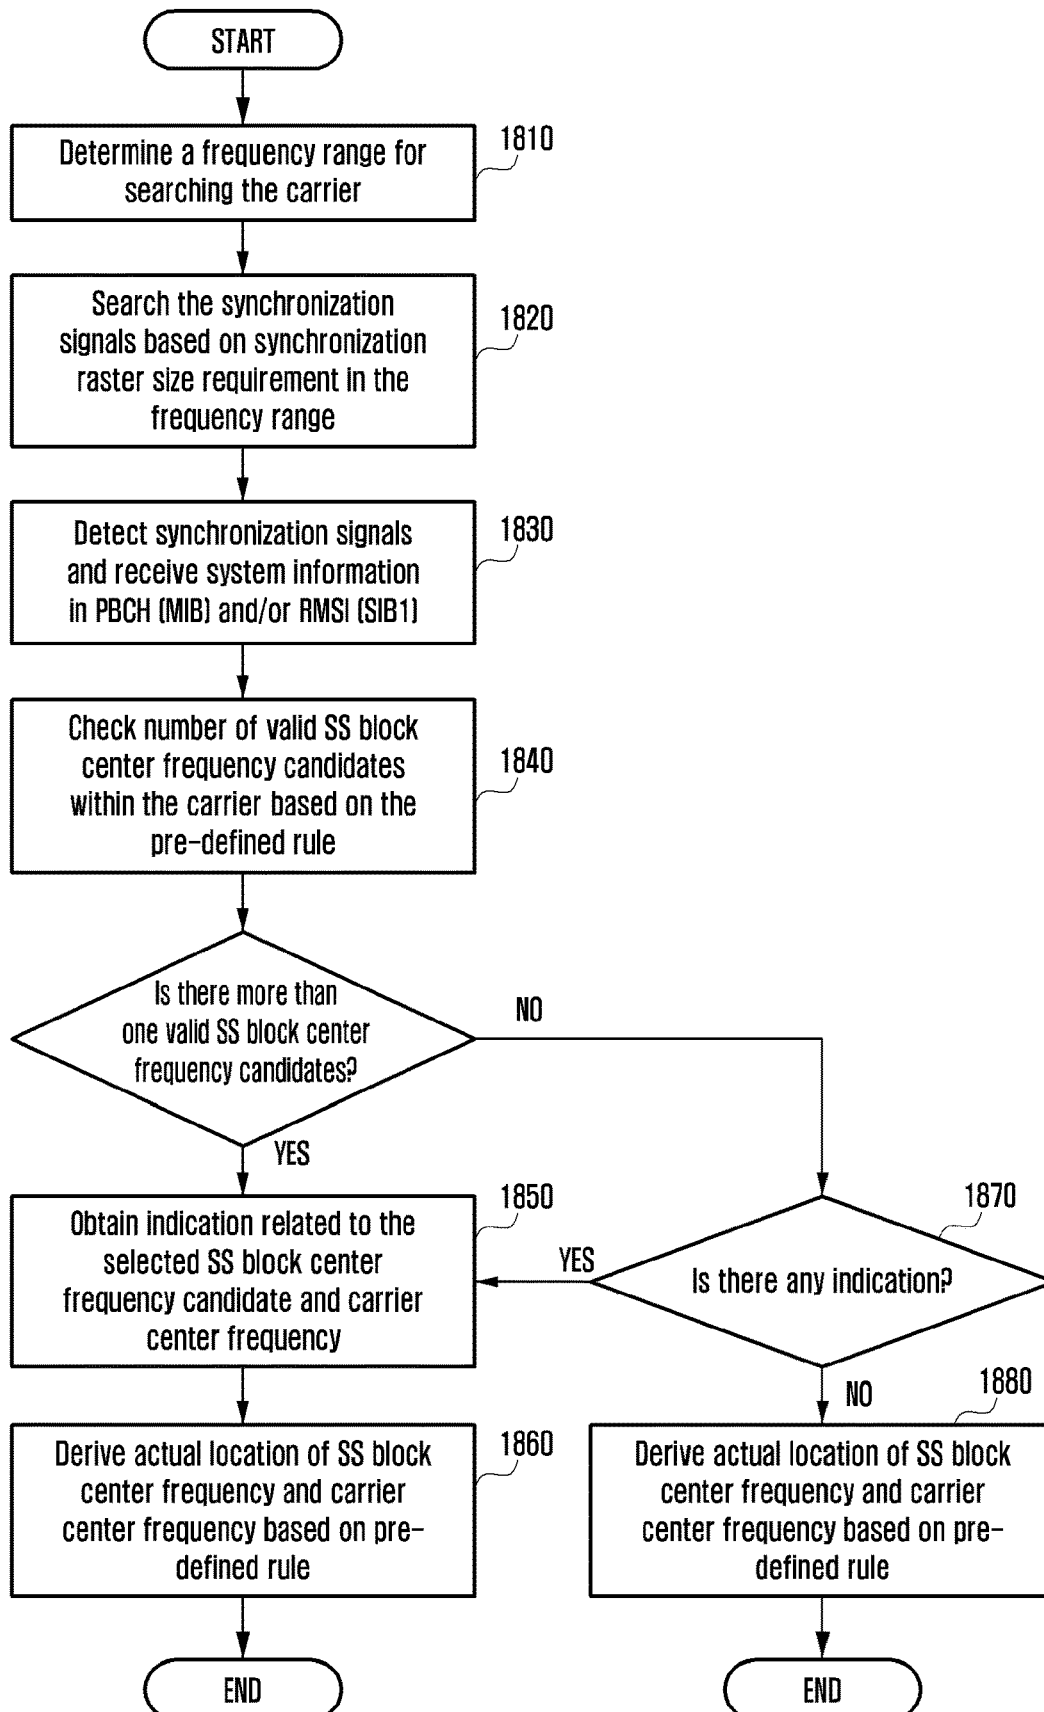 START
Determine a frequency range for
searching the carrier
1810
Search the synchronization
signals based on synchronization
raster size requirement in the
frequency range
1820
Detect synchronization signals
and receive system information
in PBCH (MIB) and/or RMSI (SIB1)
1830
Check number of valid SS block
center frequency candidates
within the carrier based on the
pre-defined rule
1840
Is there more than
one valid SS block center
frequency candidates?
NO
YES
Obtain indication related to the
selected SS block center
frequency candidate and carrier
center frequency
1850
YES
Is there any indication?
1870
NO
Derive actual location of SS block
center frequency and carrier
center frequency based on pre-
defined rule
1860
Derive actual location of SS block
center frequency and carrier
center frequency based on pre-
defined rule
1880
END
END